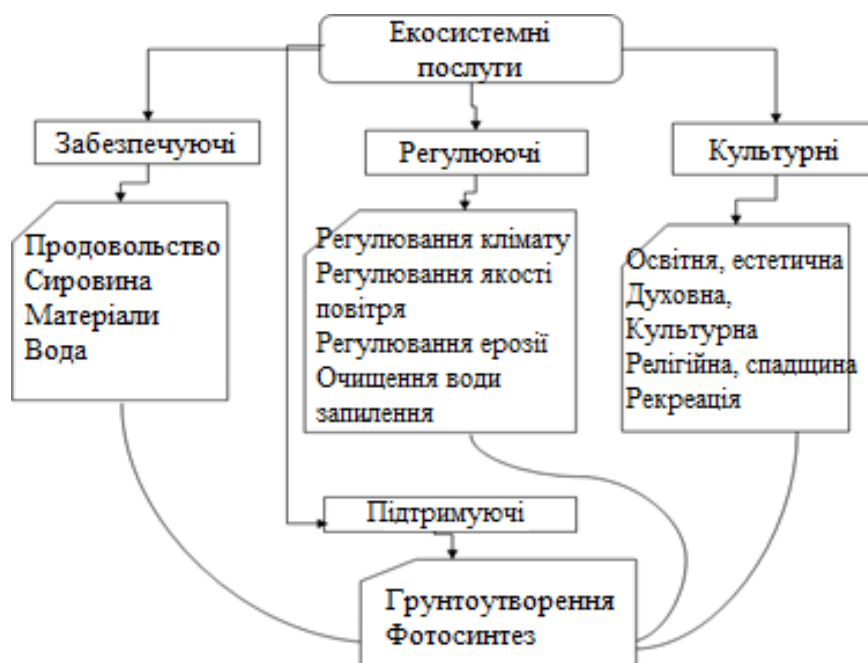 Екосистемні
послуги
Забезпечуючі
Регулюючі
Культурні
Продовольство
Сировина
Матеріали
Вода
Регулювання клімату
Регулювання якості
повітря
Регулювання ерозії
Очищення води
запилення
Освітня, естетична
Духовна,
Культурна
Релігійна, спадщина
Рекреація
Підтримуючі
Грунтоутворення
Фотосинтез